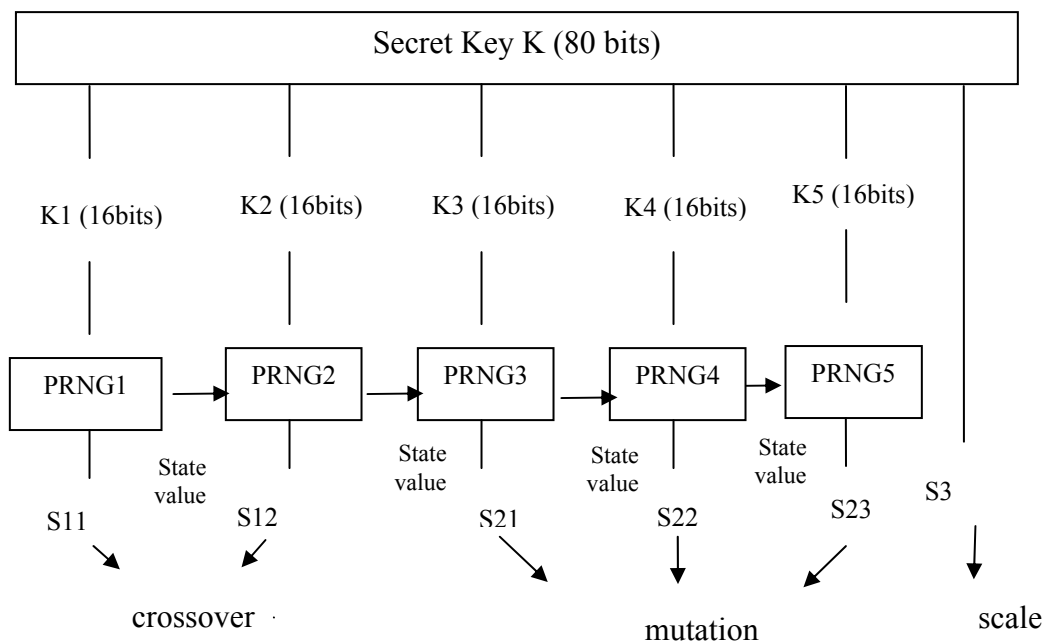 Secret Key K (80 bits)
K1 (16bits)
K2 (16bits)
K3 (16bits)
K4 (16bits)
K5 (16bits)
PRNG1
PRNG2
PRNG3
PRNG4
PRNG5
State
value
State
value
State
value
State
value
S11
S12
S21
S22
S23
S3
crossover
mutation
scale